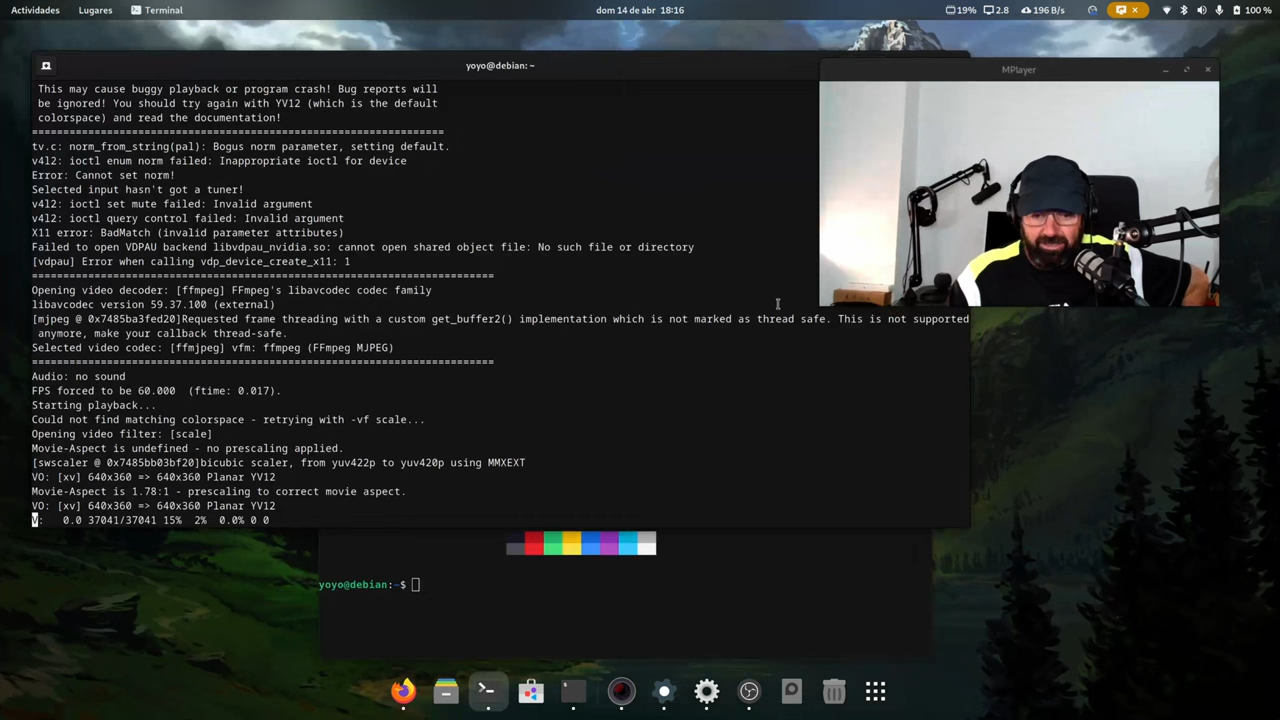 Actividades Lugares Terminal dom 14 de abr 18:16 19% 2.8 196 B/s 100 %
yoyo@debian: ~
MPlayer
This may cause buggy playback or program crash! Bug reports will
be ignored! You should try again with YV12 (which is the default
colorspace) and read the documentation!
==================================================================
tv.c: norm_from_string(pal): Bogus norm parameter, setting default.
v4l2: ioctl enum norm failed: Inappropriate ioctl for device
Error: Cannot set norm!
Selected input hasn't got a tuner!
v4l2: ioctl set mute failed: Invalid argument
v4l2: ioctl query control failed: Invalid argument
X11 error: BadMatch (invalid parameter attributes)
Failed to open VDPAU backend libvdpau_nvidia.so: cannot open shared object file: No such file or directory
[vdpau] Error when calling vdp_device_create_x11: 1
==========================================================================
Opening video decoder: [ffmpeg] FFmpeg's libavcodec codec family
libavcodec version 59.37.100 (external)
[mjpeg @ 0x7485ba3fed20]Requested frame threading with a custom get_buffer2() implementation which is not marked as thread safe. This is not supported
anymore, make your callback thread-safe.
Selected video codec: [ffmjpeg] vfm: ffmpeg (FFmpeg MJPEG)
==========================================================================
Audio: no sound
FPS forced to be 60.000  (ftime: 0.017).
Starting playback...
Could not find matching colorspace - retrying with -vf scale...
Opening video filter: [scale]
Movie-Aspect is undefined - no prescaling applied.
[swscaler @ 0x7485bb03bf20]bicubic scaler, from yuv422p to yuv420p using MMXEXT
VO: [xv] 640x360 => 640x360 Planar YV12
Movie-Aspect is 1.78:1 - prescaling to correct movie aspect.
VO: [xv] 640x360 => 640x360 Planar YV12
V:   0.0 37041/37041 15%  2%  0.0% 0 0
yoyo@debian:~$